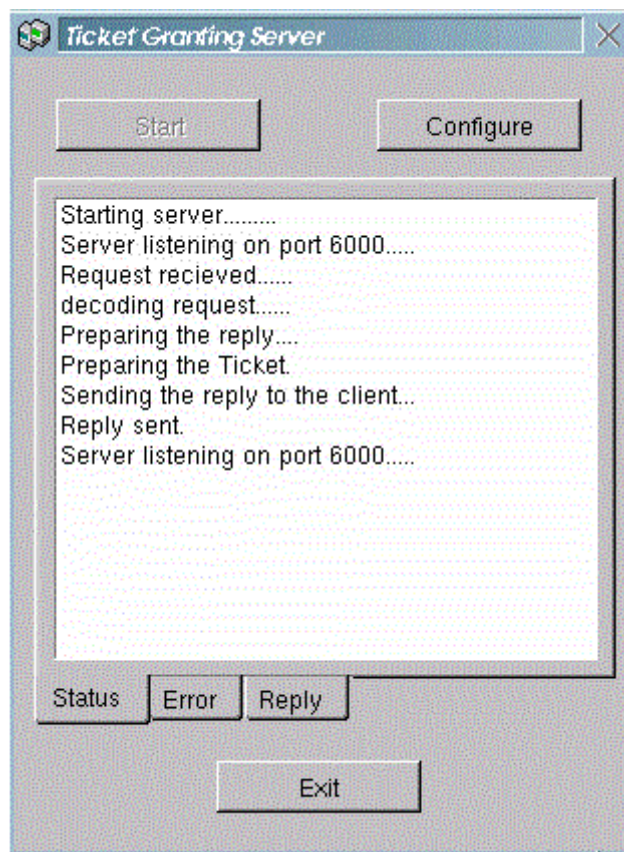 Ticket Granting Server
Start Configure
Starting server.........
Server listening on port 6000.....
Request recieved......
decoding request......
Preparing the reply....
Preparing the Ticket.
Sending the reply to the client...
Reply sent.
Server listening on port 6000.....
Status Error Reply
Exit